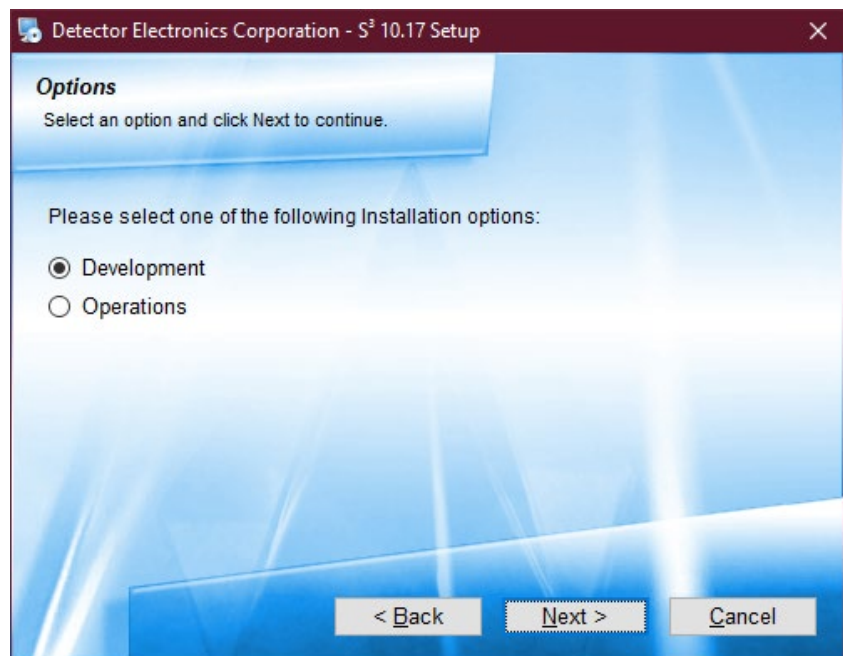 Detector Electronics Corporation - S³ 10.17 Setup
Options
Select an option and click Next to continue.
Please select one of the following Installation options:
Development
Operations
< Back Next > Cancel